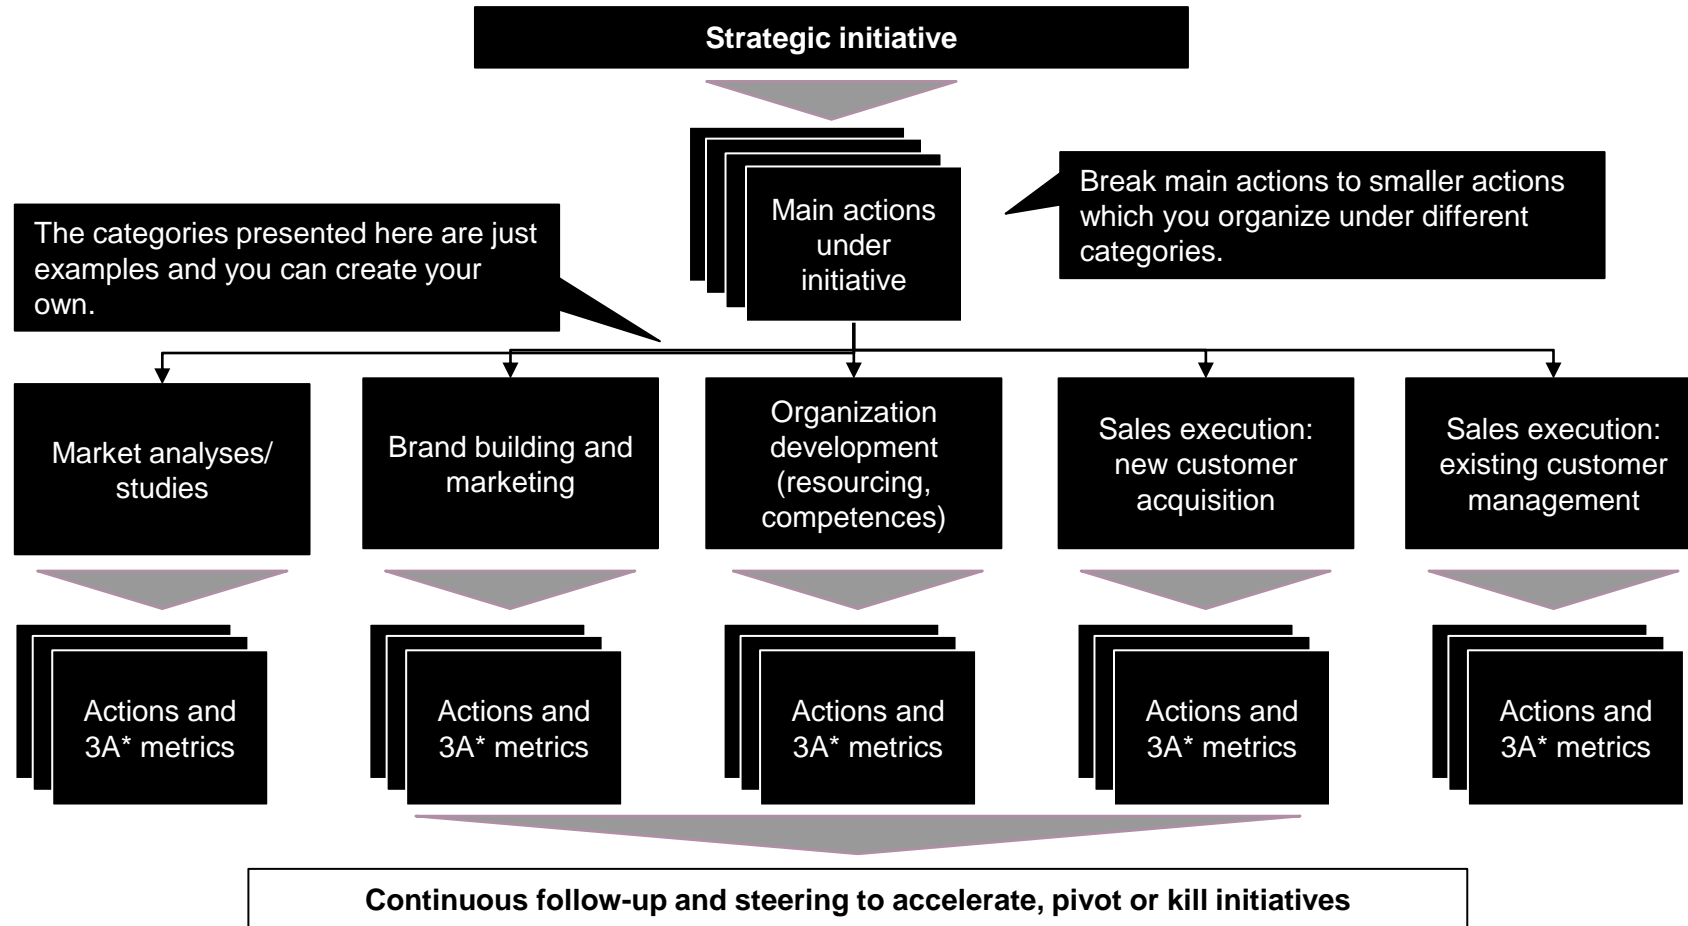 Strategic initiative
Main actions
under
initiative
Break main actions to smaller actions
which you organize under different
categories.
The categories presented here are just
examples and you can create your
own.
Market analyses/
studies
Brand building and
marketing
Organization
development
(resourcing,
competences)
Sales execution:
new customer
acquisition
Sales execution:
existing customer
management
Actions and
3A* metrics
Actions and
3A* metrics
Actions and
3A* metrics
Actions and
3A* metrics
Actions and
3A* metrics
Continuous follow-up and steering to accelerate, pivot or kill initiatives